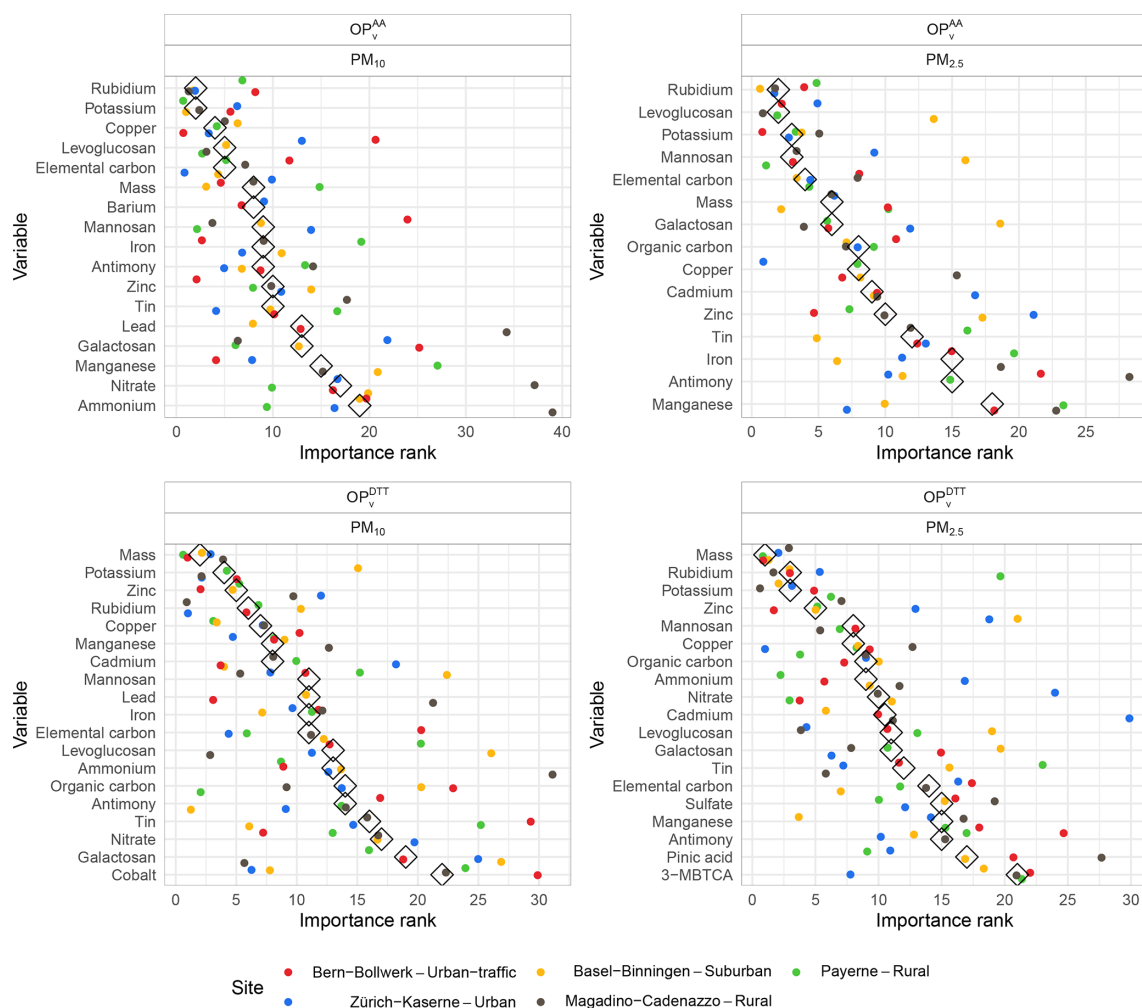 OP_v^AA
PM10
Rubidium
Potassium
Copper
Levoglucosan
Elemental carbon
Mass
Barium
Mannosan
Iron
Antimony
Zinc
Tin
Lead
Galactosan
Manganese
Nitrate
Ammonium
Variable
0 10 20 30 40
Importance rank
OP_v^AA
PM2.5
Rubidium
Levoglucosan
Potassium
Mannosan
Elemental carbon
Mass
Galactosan
Organic carbon
Copper
Cadmium
Zinc
Tin
Iron
Antimony
Manganese
Variable
0 5 10 15 20 25
Importance rank
OP_v^DTT
PM10
Mass
Potassium
Zinc
Rubidium
Copper
Manganese
Cadmium
Mannosan
Lead
Iron
Elemental carbon
Levoglucosan
Ammonium
Organic carbon
Antimony
Tin
Nitrate
Galactosan
Cobalt
Variable
0 5 10 15 20 25 30
Importance rank
OP_v^DTT
PM2.5
Mass
Rubidium
Potassium
Zinc
Mannosan
Copper
Organic carbon
Ammonium
Nitrate
Cadmium
Levoglucosan
Galactosan
Tin
Elemental carbon
Sulfate
Manganese
Antimony
Pinic acid
3−MBTCA
Variable
0 5 10 15 20 25 30
Importance rank
Site
Bern−Bollwerk – Urban−traffic
Basel−Binningen – Suburban
Payerne – Rural
Zürich−Kaserne – Urban
Magadino−Cadenazzo – Rural